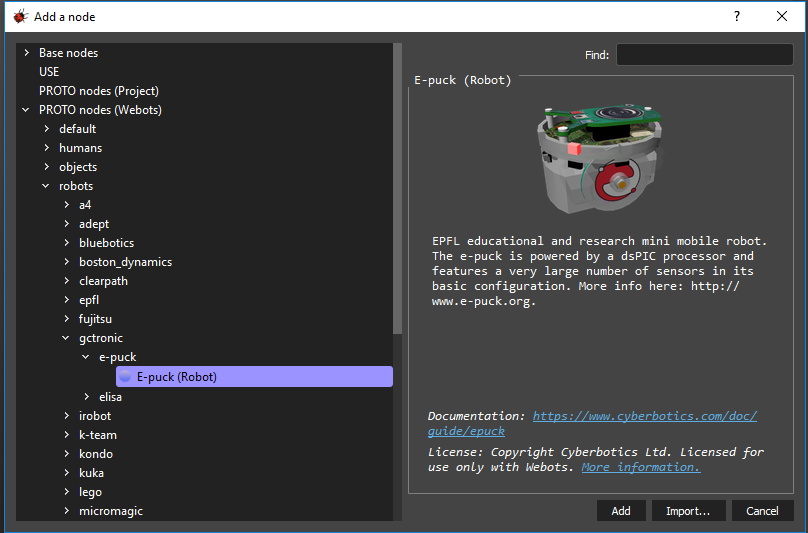 Add a node
?
Base nodes
USE
PROTO nodes (Project)
PROTO nodes (Webots)
default
humans
objects
robots
a4
adept
bluebotics
boston_dynamics
clearpath
epfl
fujitsu
gctronic
e-puck
E-puck (Robot)
elisa
irobot
k-team
kondo
kuka
lego
micromagic
Find:
E-puck (Robot)
EPFL educational and research mini mobile robot.
The e-puck is powered by a dsPIC processor and
features a very large number of sensors in its
basic configuration. More info here: http://
www.e-puck.org.
Documentation: https://www.cyberbotics.com/doc/
guide/epuck
License: Copyright Cyberbotics Ltd. Licensed for
use only with Webots. More information.
Add
Import...
Cancel